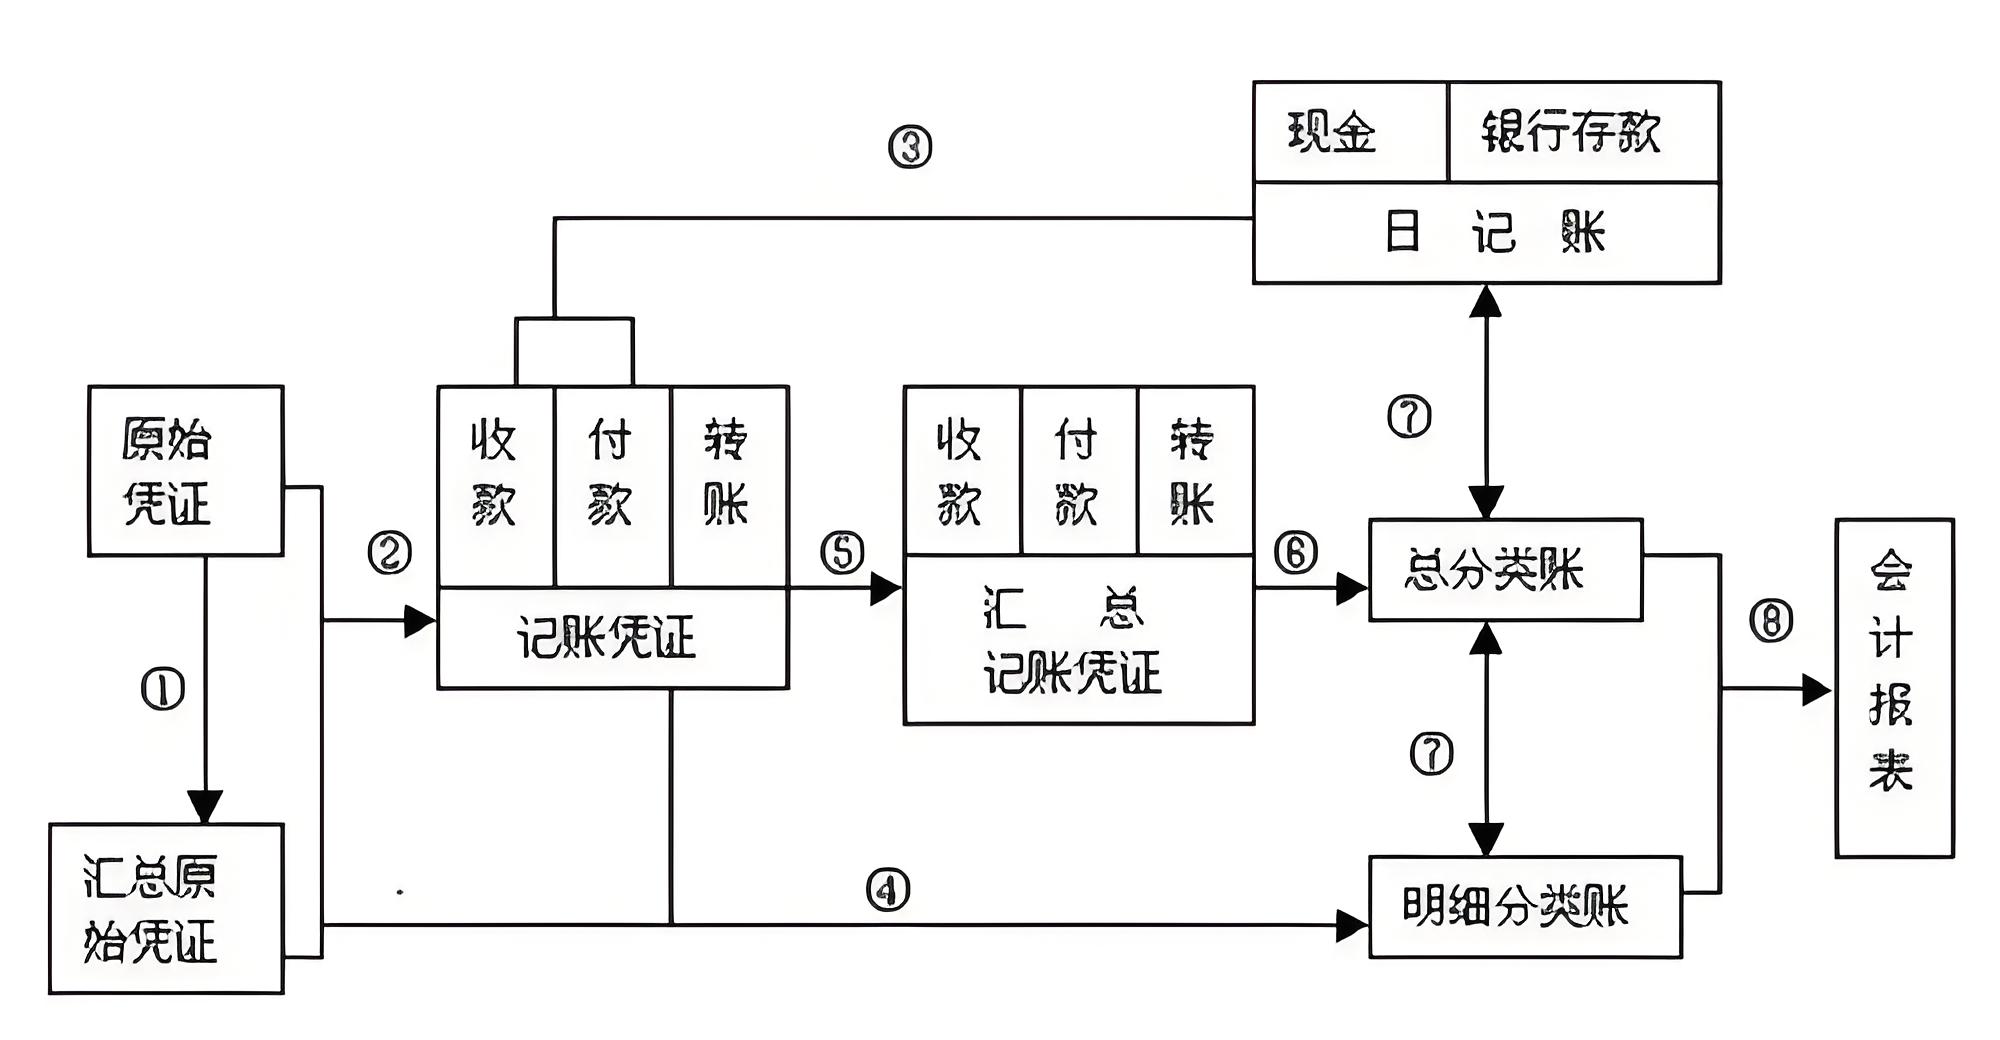 现金
银行存款
日 记 账
③
原始
凭证
收
款
付
款
转
账
记账凭证
收
款
付
款
转
账
汇 总
记账凭证
①
②
⑤
⑥
⑦
总分类账
⑦
⑧
会
计
报
表
汇总原
始凭证
④
明细分类账